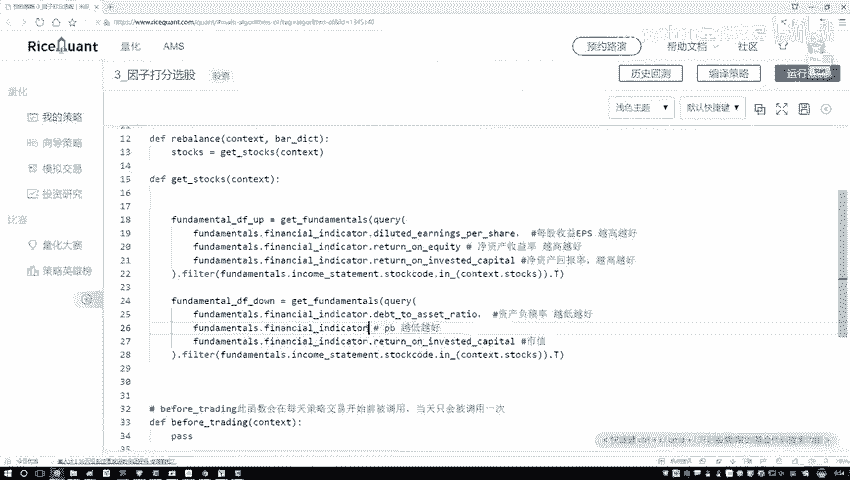 https://www.ricequant.com/quant/
RiceQuant
量化
AMS
预约路演
帮助文档
社区
3_因子打分选股
股票
历史回测
编译策略
浅色主题
默认快捷键
量化
我的策略
向导策略
模拟交易
投资研究
比赛
量化大赛
策略英雄榜
12 def rebalance(context, bar_dict):
13 stocks = get_stocks(context)
14
15 def get_stocks(context):
16
17
18 fundamental_df_up = get_fundamentals(query(
19 fundamentals.financial_indicator.diluted_earnings_per_share, #每股收益EPS 越高越好
20 fundamentals.financial_indicator.return_on_equity # 净资产收益率 越高越好
21 fundamentals.financial_indicator.return_on_invested_capital #净资产回报率,越高越好
22 ).filter(fundamentals.income_statement.stockcode.in_(context.stocks)).T)
23
24 fundamental_df_down = get_fundamentals(query(
25 fundamentals.financial_indicator.debt_to_asset_ratio, #资产负债率 越低越好
26 fundamentals.financial_indicator # pb 越低越好
27 fundamentals.financial_indicator.return_on_invested_capital #市值
28 ).filter(fundamentals.income_statement.stockcode.in_(context.stocks)).T)
29
30
31
32 # before_trading此函数会在每天策略交易开始前被调用,当天只会被调用一次
33 def before_trading(context):
34 pass